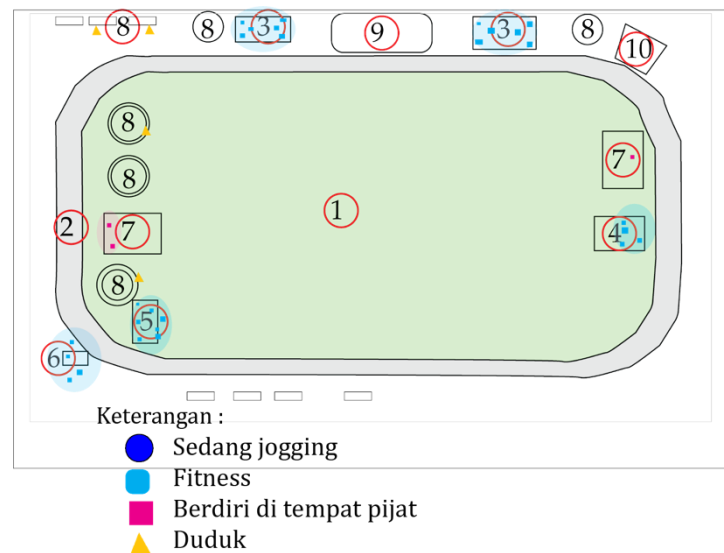 8 8 3 9 3 8 10
8
7
8
1
2 7
4
8
5
6
Keterangan :
Sedang jogging
Fitness
Berdiri di tempat pijat
Duduk